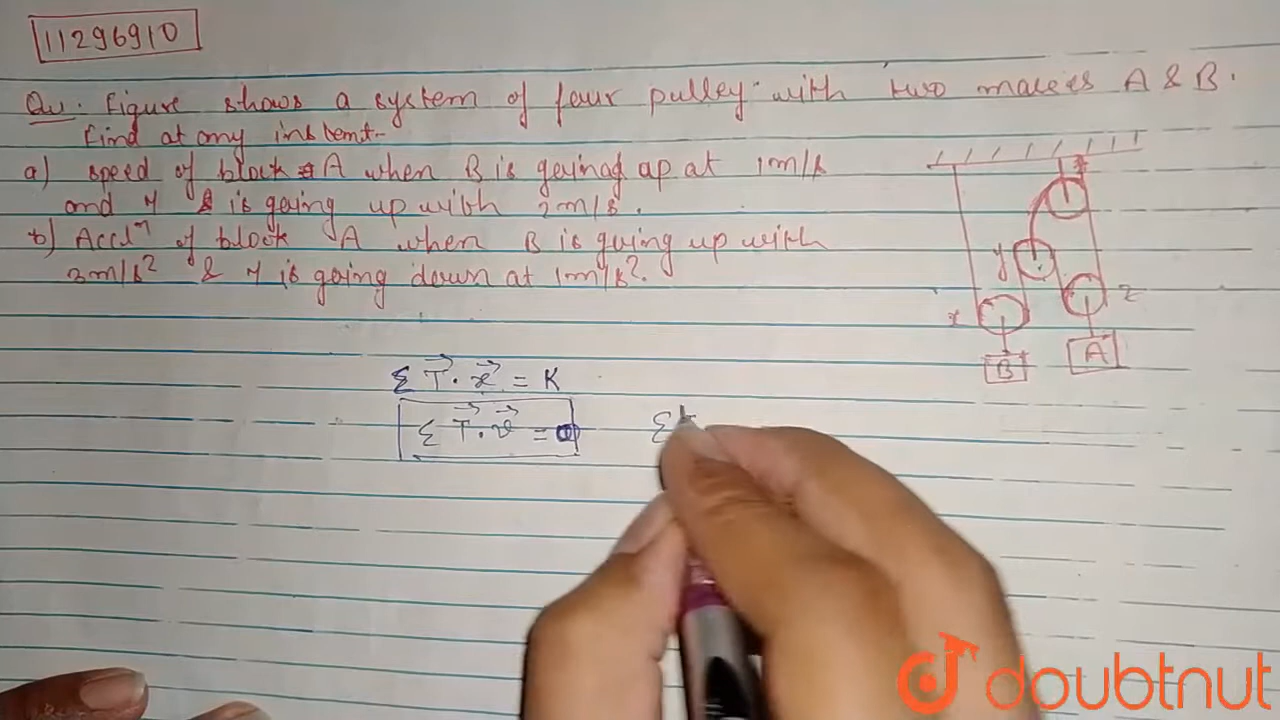 11296910
Qu. Figure shows a system of four pulley with two masses A & B.
Find at any instent-
a) speed of block A when B is going up at 1m/s
and y is going up with 2m/s.
b) Accln of block A when B is going up with
3m/s² & y is going down at 1m/s².
y
x
z
B
A
Σ T⃗ · x⃗ = K
Σ T⃗ · v⃗ = 0
Σ
doubtnut